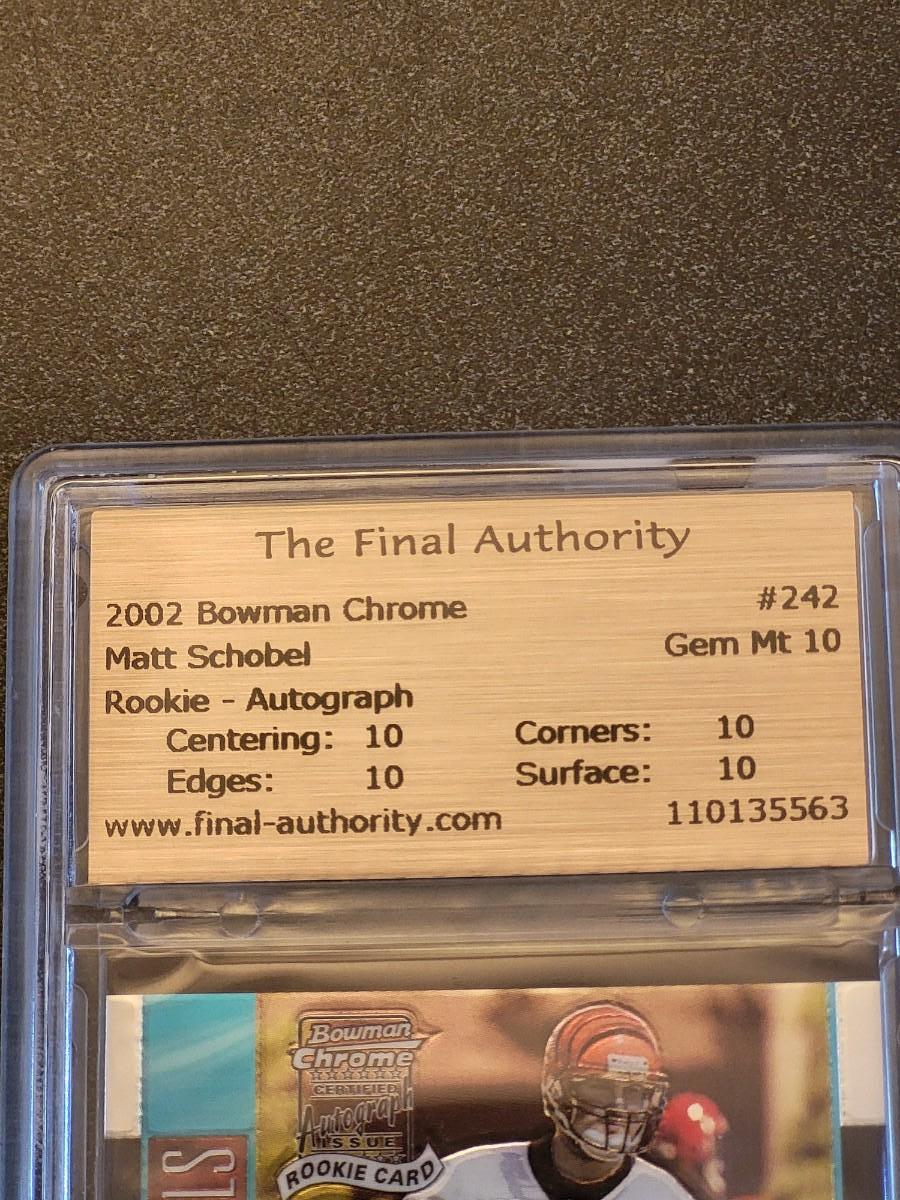 The Final Authority
2002 Bowman Chrome #242
Matt Schobel Gem Mt 10
Rookie - Autograph
Centering: 10 Corners: 10
Edges: 10 Surface: 10
www.final-authority.com 110135563
Bowman
Chrome
CERTIFIED
Autograph
ISSUE
ROOKIE CARD
LS